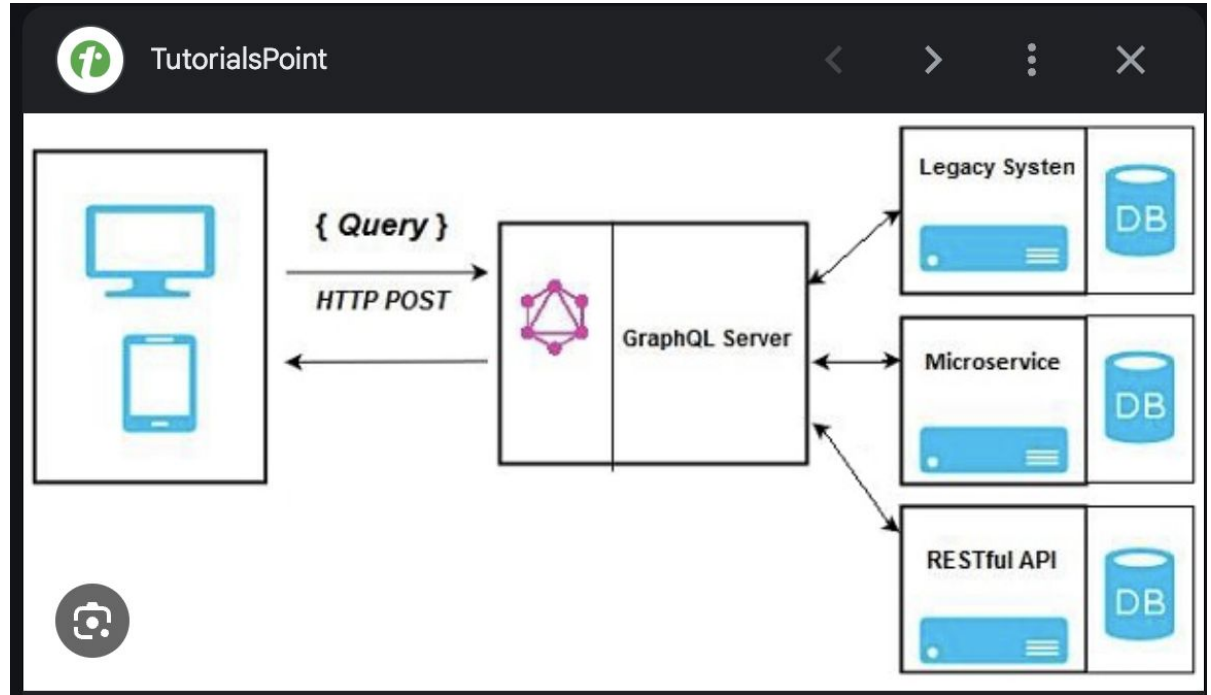 TutorialsPoint
{ Query }
HTTP POST
GraphQL Server
Legacy Systen
DB
Microservice
DB
RESTful API
DB